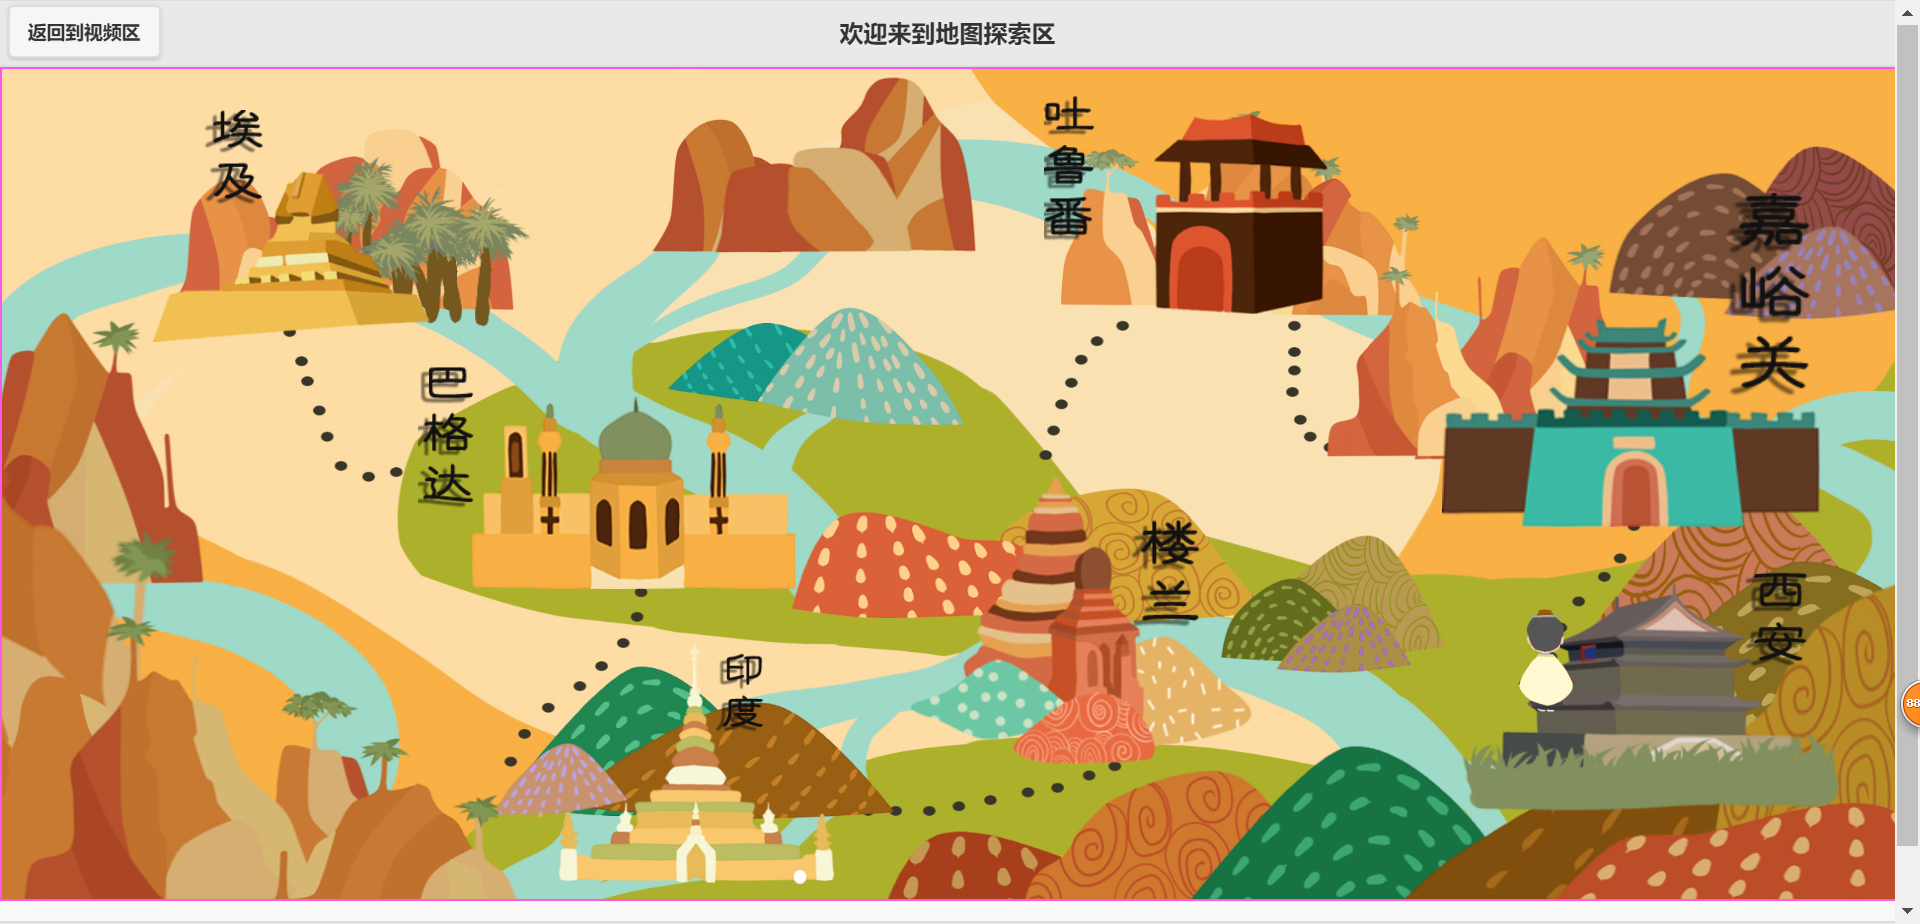 返回到视频区
欢迎来到地图探索区
埃及
吐鲁番
嘉峪关
巴格达
楼兰
西安
印度
88